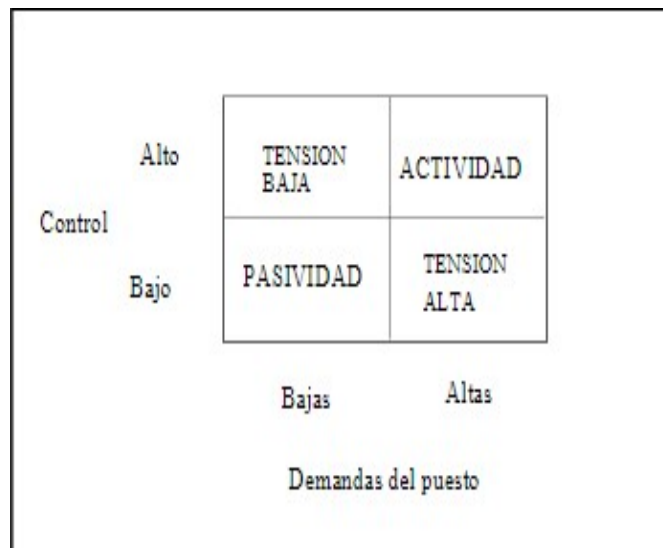 Alto
TENSION
BAJA
ACTIVIDAD
Control
Bajo
PASIVIDAD
TENSION
ALTA
Bajas
Altas
Demandas del puesto